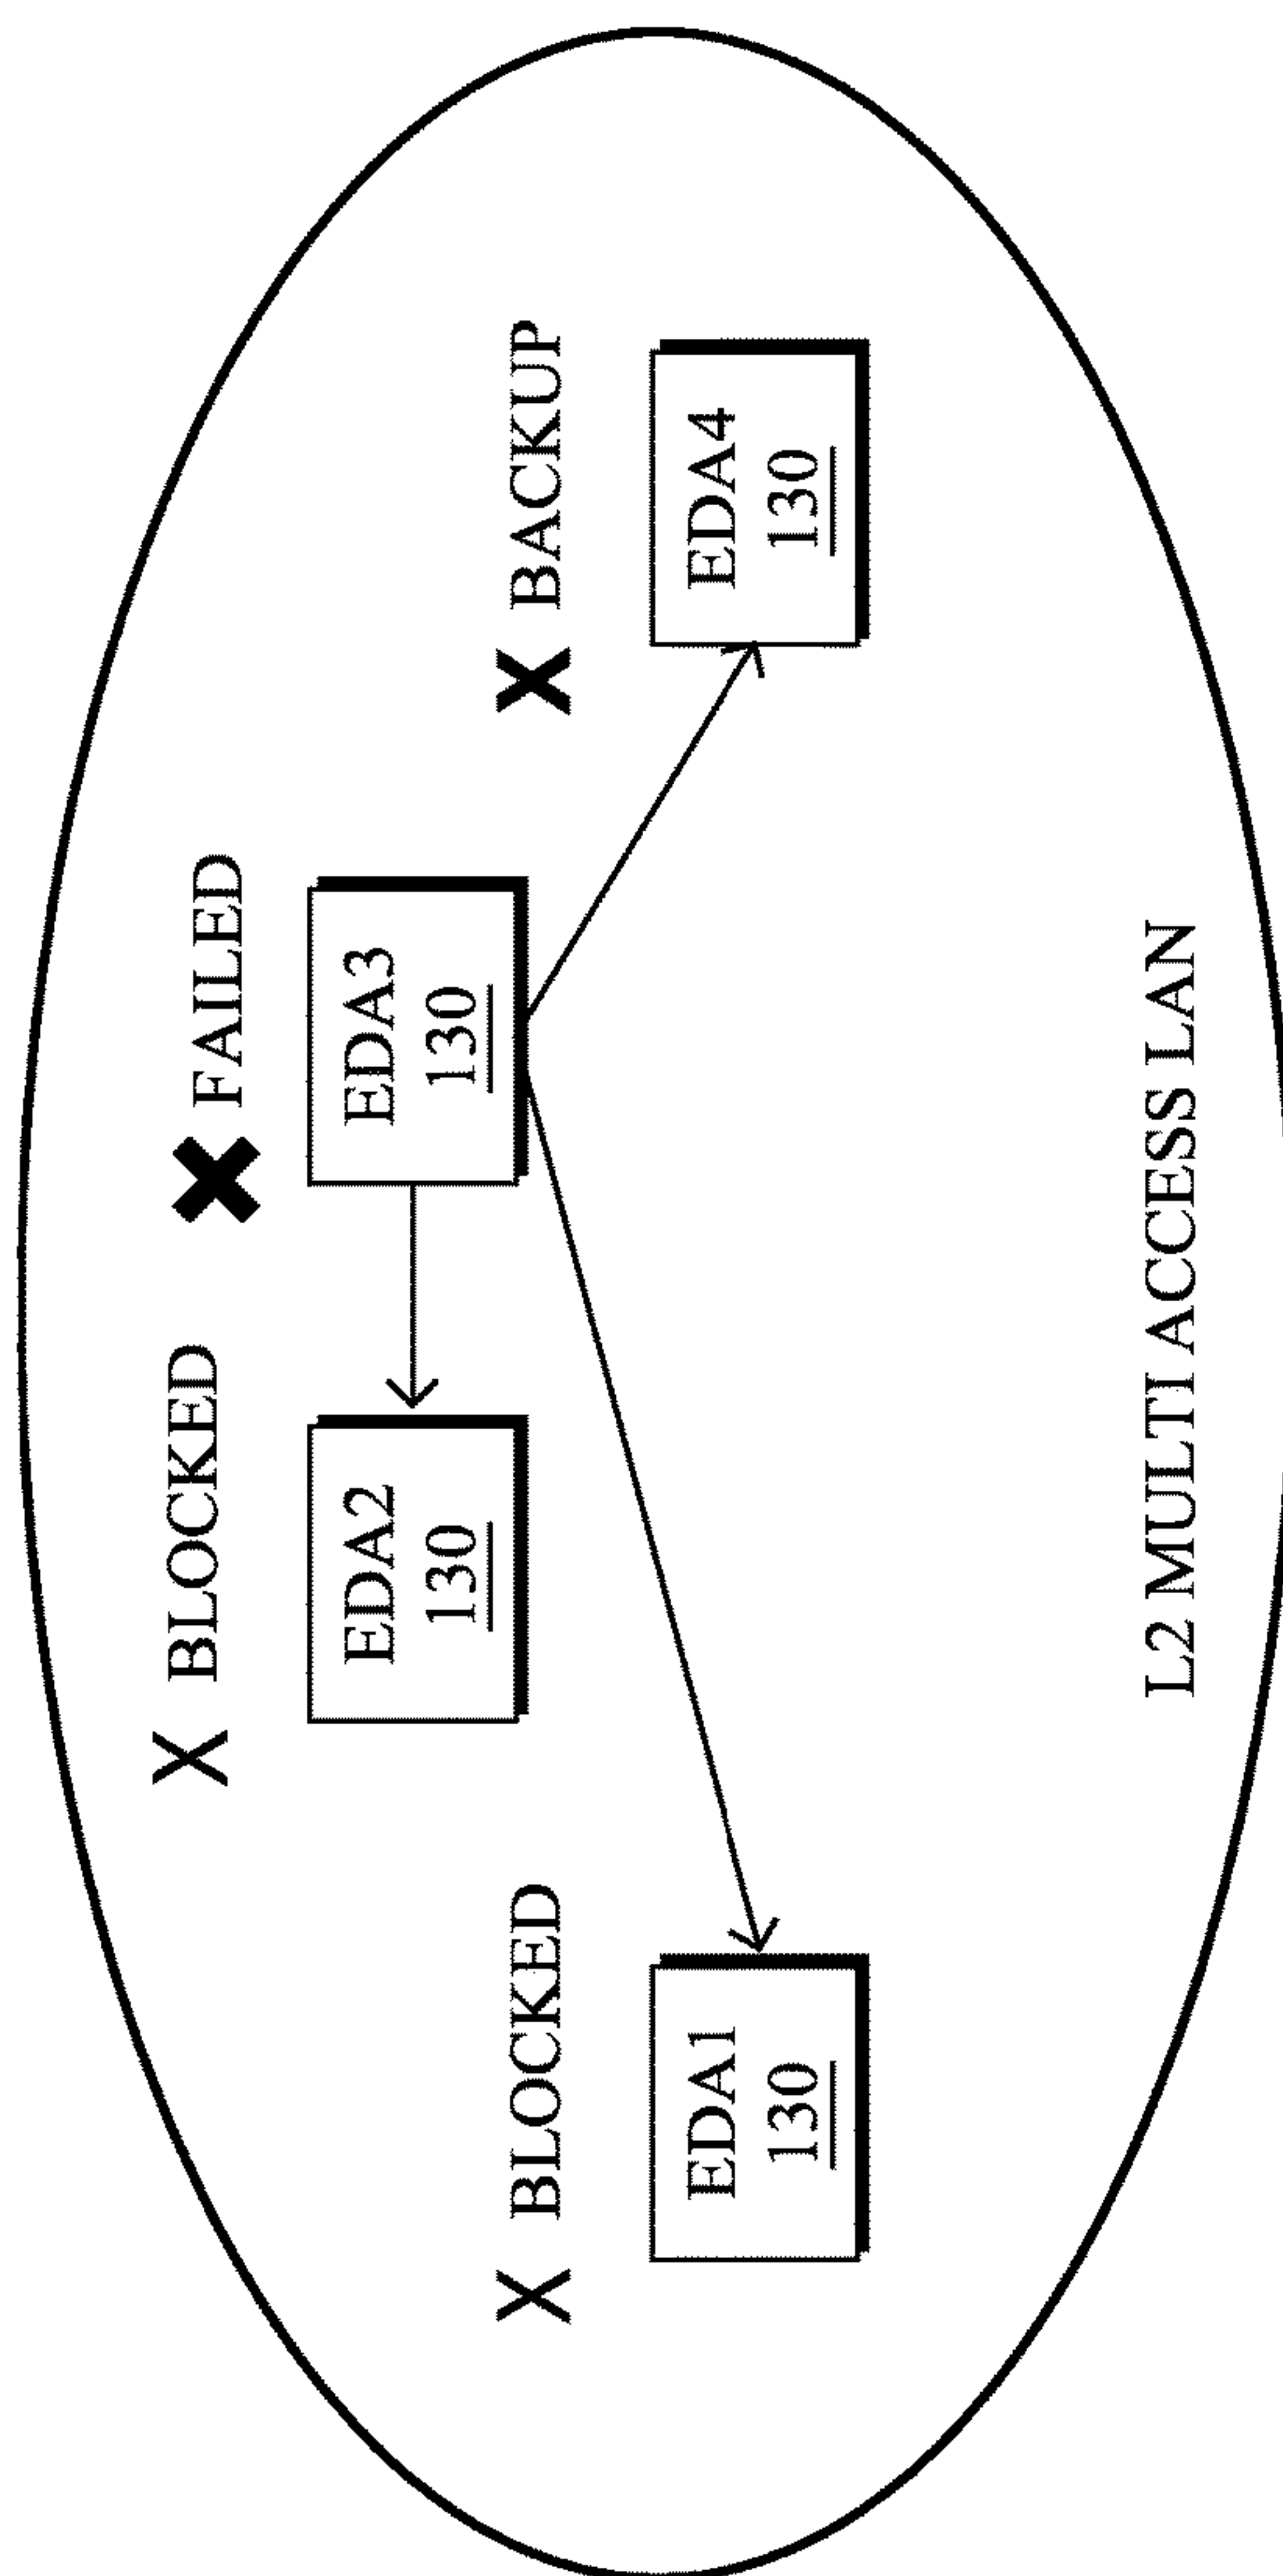 X BLOCKED
X FAILED
EDA2
130
EDA3
130
X BLOCKED
X BACKUP
EDA1
130
EDA4
130
L2 MULTI ACCESS LAN